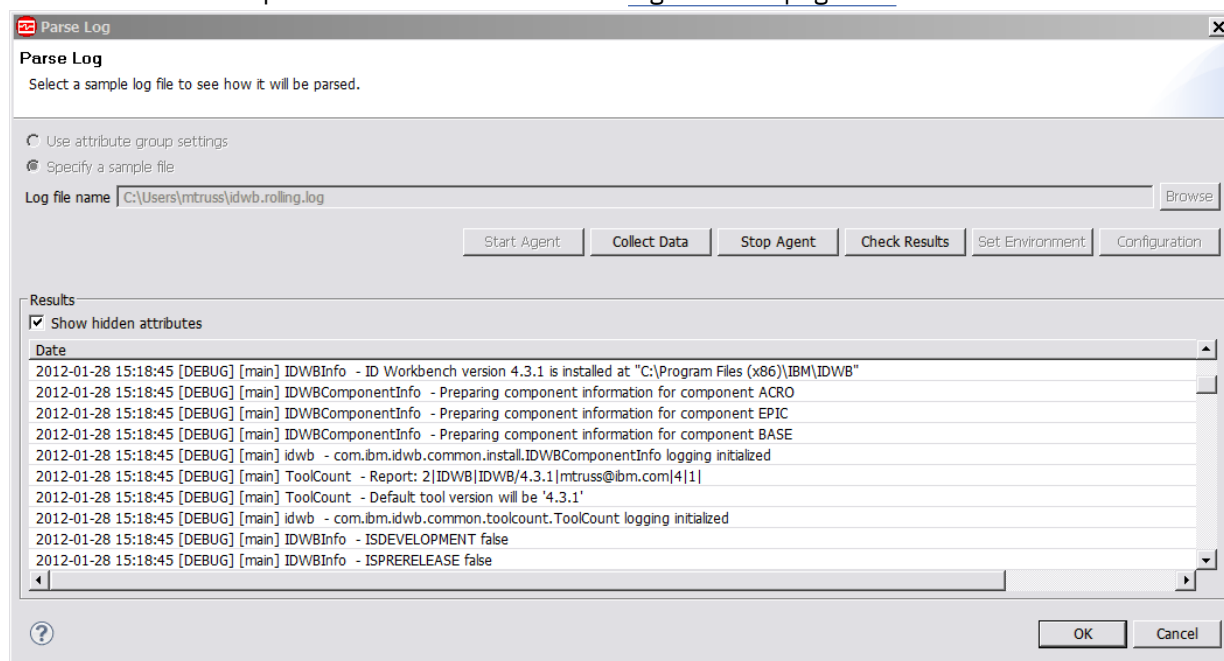 Parse Log
Parse Log
Select a sample log file to see how it will be parsed.
Use attribute group settings
Specify a sample file
Log file name C:\Users\mtruss\idwb.rolling.log Browse
Start Agent Collect Data Stop Agent Check Results Set Environment Configuration
Results
Show hidden attributes
Date
2012-01-28 15:18:45 [DEBUG] [main] IDWBInfo - ID Workbench version 4.3.1 is installed at "C:\Program Files (x86)\IBM\IDWB"
2012-01-28 15:18:45 [DEBUG] [main] IDWBComponentInfo - Preparing component information for component ACRO
2012-01-28 15:18:45 [DEBUG] [main] IDWBComponentInfo - Preparing component information for component EPIC
2012-01-28 15:18:45 [DEBUG] [main] IDWBComponentInfo - Preparing component information for component BASE
2012-01-28 15:18:45 [DEBUG] [main] idwb - com.ibm.idwb.common.install.IDWBComponentInfo logging initialized
2012-01-28 15:18:45 [DEBUG] [main] ToolCount - Report: 2|IDWB|IDWB/4.3.1|mtruss@ibm.com|4|1|
2012-01-28 15:18:45 [DEBUG] [main] ToolCount - Default tool version will be '4.3.1'
2012-01-28 15:18:45 [DEBUG] [main] idwb - com.ibm.idwb.common.toolcount.ToolCount logging initialized
2012-01-28 15:18:45 [DEBUG] [main] IDWBInfo - ISDEVELOPMENT false
2012-01-28 15:18:45 [DEBUG] [main] IDWBInfo - ISPRERELEASE false
? OK Cancel